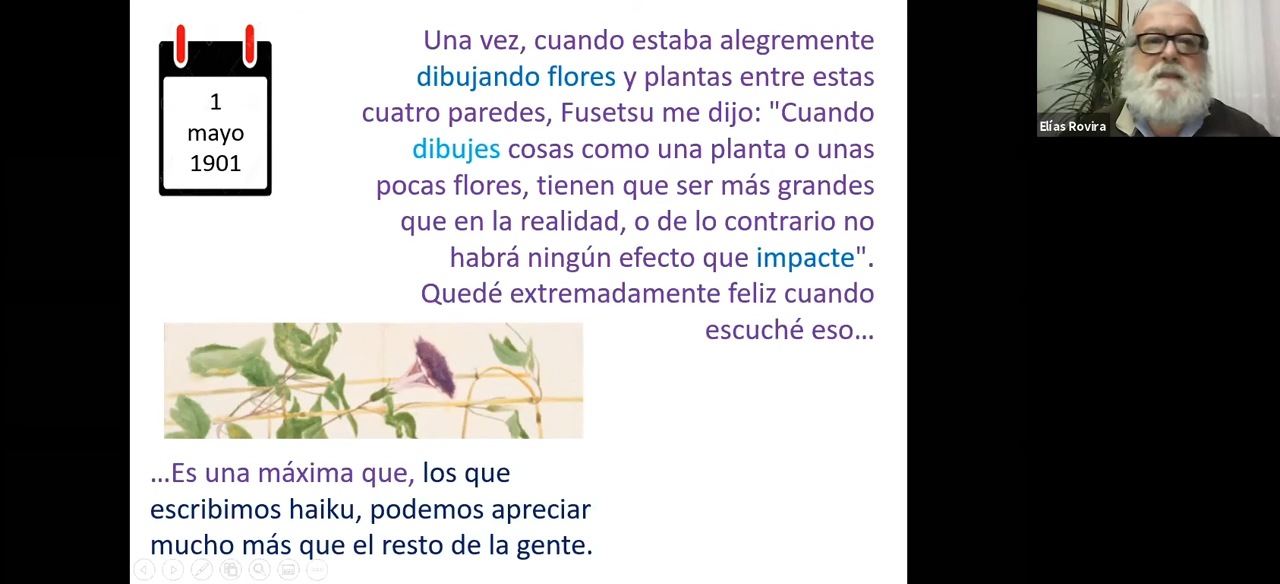 1
mayo
1901
Una vez, cuando estaba alegremente
dibujando flores y plantas entre estas
cuatro paredes, Fusetsu me dijo: "Cuando
dibujes cosas como una planta o unas
pocas flores, tienen que ser más grandes
que en la realidad, o de lo contrario no
habrá ningún efecto que impacte".
Quedé extremadamente feliz cuando
escuché eso...
...Es una máxima que, los que
escribimos haiku, podemos apreciar
mucho más que el resto de la gente.
Elías Rovira